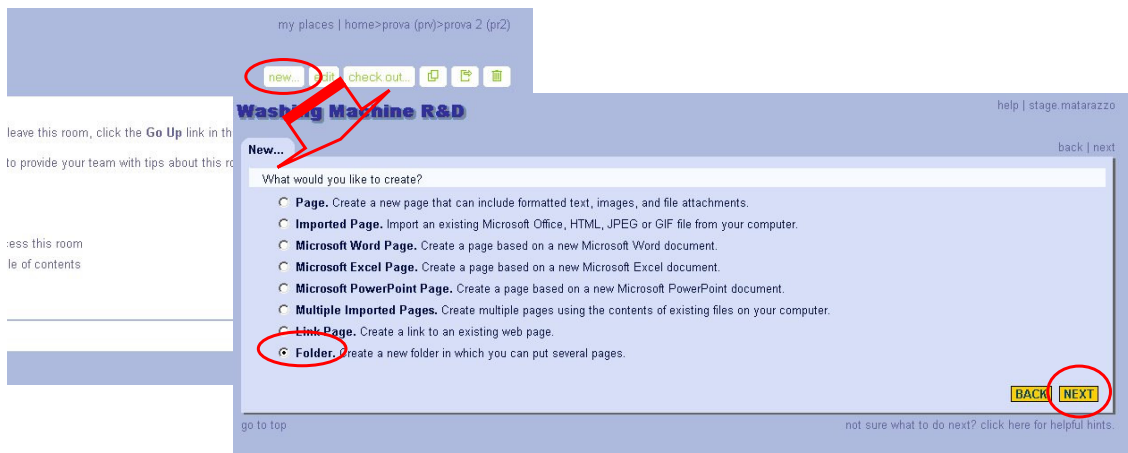 my places | home>prova (prv)>prova 2 (pr2)
new... edit check out...
leave this room, click the Go Up link in th
to provide your team with tips about this ro
cess this room
le of contents
Washing Machine R&D
help | stage.matarazzo
New...
back | next
What would you like to create?
Page. Create a new page that can include formatted text, images, and file attachments.
Imported Page. Import an existing Microsoft Office, HTML, JPEG or GIF file from your computer.
Microsoft Word Page. Create a page based on a new Microsoft Word document.
Microsoft Excel Page. Create a page based on a new Microsoft Excel document.
Microsoft PowerPoint Page. Create a page based on a new Microsoft PowerPoint document.
Multiple Imported Pages. Create multiple pages using the contents of existing files on your computer.
Link Page. Create a link to an existing web page.
Folder. Create a new folder in which you can put several pages.
BACK NEXT
go to top
not sure what to do next? click here for helpful hints.